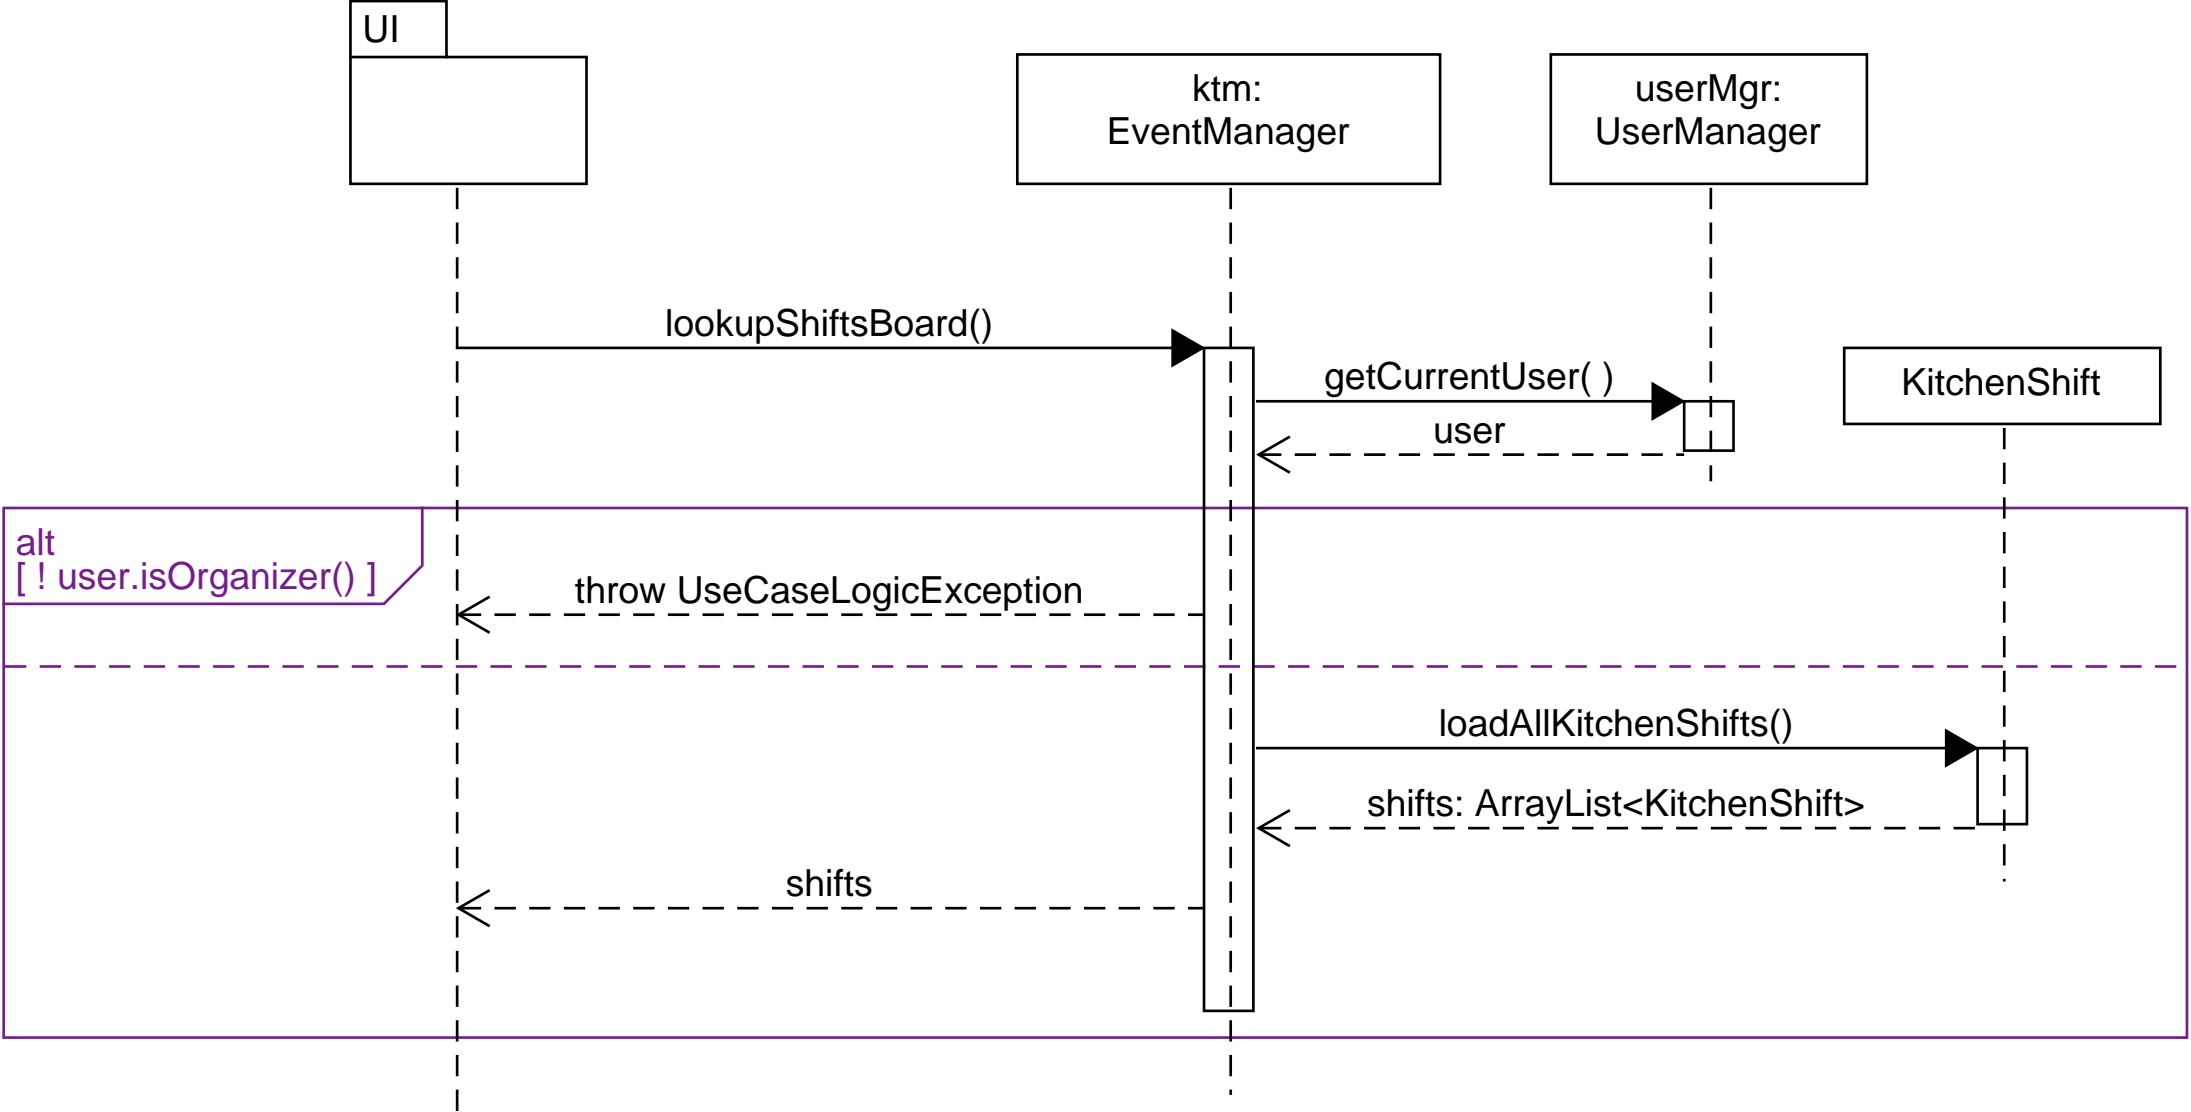 UI
ktm:
EventManager
userMgr:
UserManager
lookupShiftsBoard()
getCurrentUser( )
KitchenShift
user
alt
[ ! user.isOrganizer() ]
throw UseCaseLogicException
loadAllKitchenShifts()
shifts: ArrayList<KitchenShift>
shifts